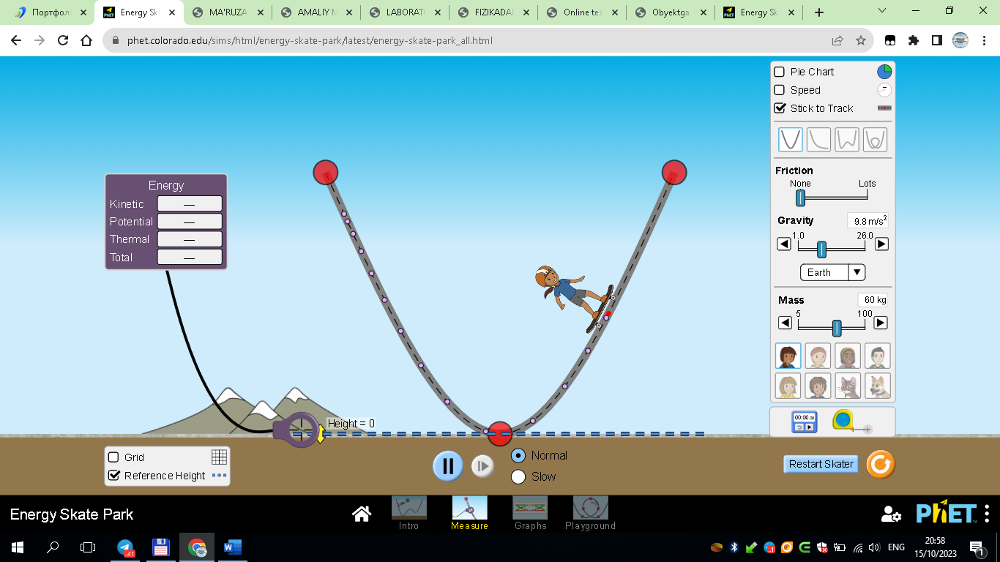 Портфол
Energy Sk
MA'RUZA
AMALIY M
LABORAT
FIZIKADA
Online tes
Obyektga
Energy Sk
phet.colorado.edu/sims/html/energy-skate-park/latest/energy-skate-park_all.html
Pie Chart
Speed
Stick to Track
Friction
None Lots
Gravity 9.8 m/s²
1.0 26.0
Earth
Mass 60 kg
5 100
Energy
Kinetic —
Potential —
Thermal —
Total —
Height = 0
00:00.00
Grid
Reference Height
Normal
Slow
Restart Skater
Energy Skate Park
Intro
Measure
Graphs
Playground
PhET
41
ENG
20:58
15/10/2023
1